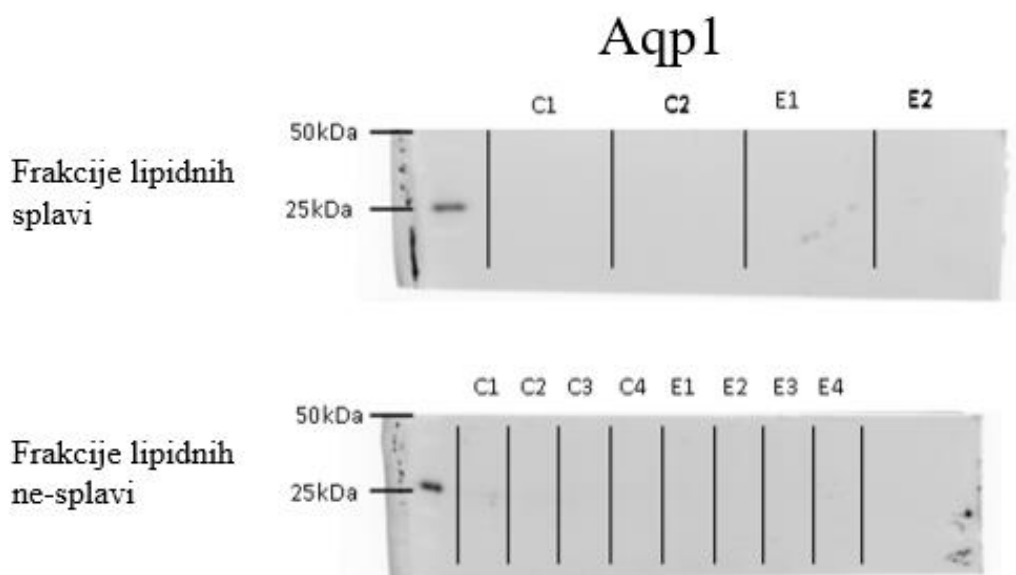 Aqp1
C1 C2 E1 E2
50kDa
Frakcije lipidnih
splavi
25kDa
C1 C2 C3 C4 E1 E2 E3 E4
50kDa
Frakcije lipidnih
ne-splavi
25kDa